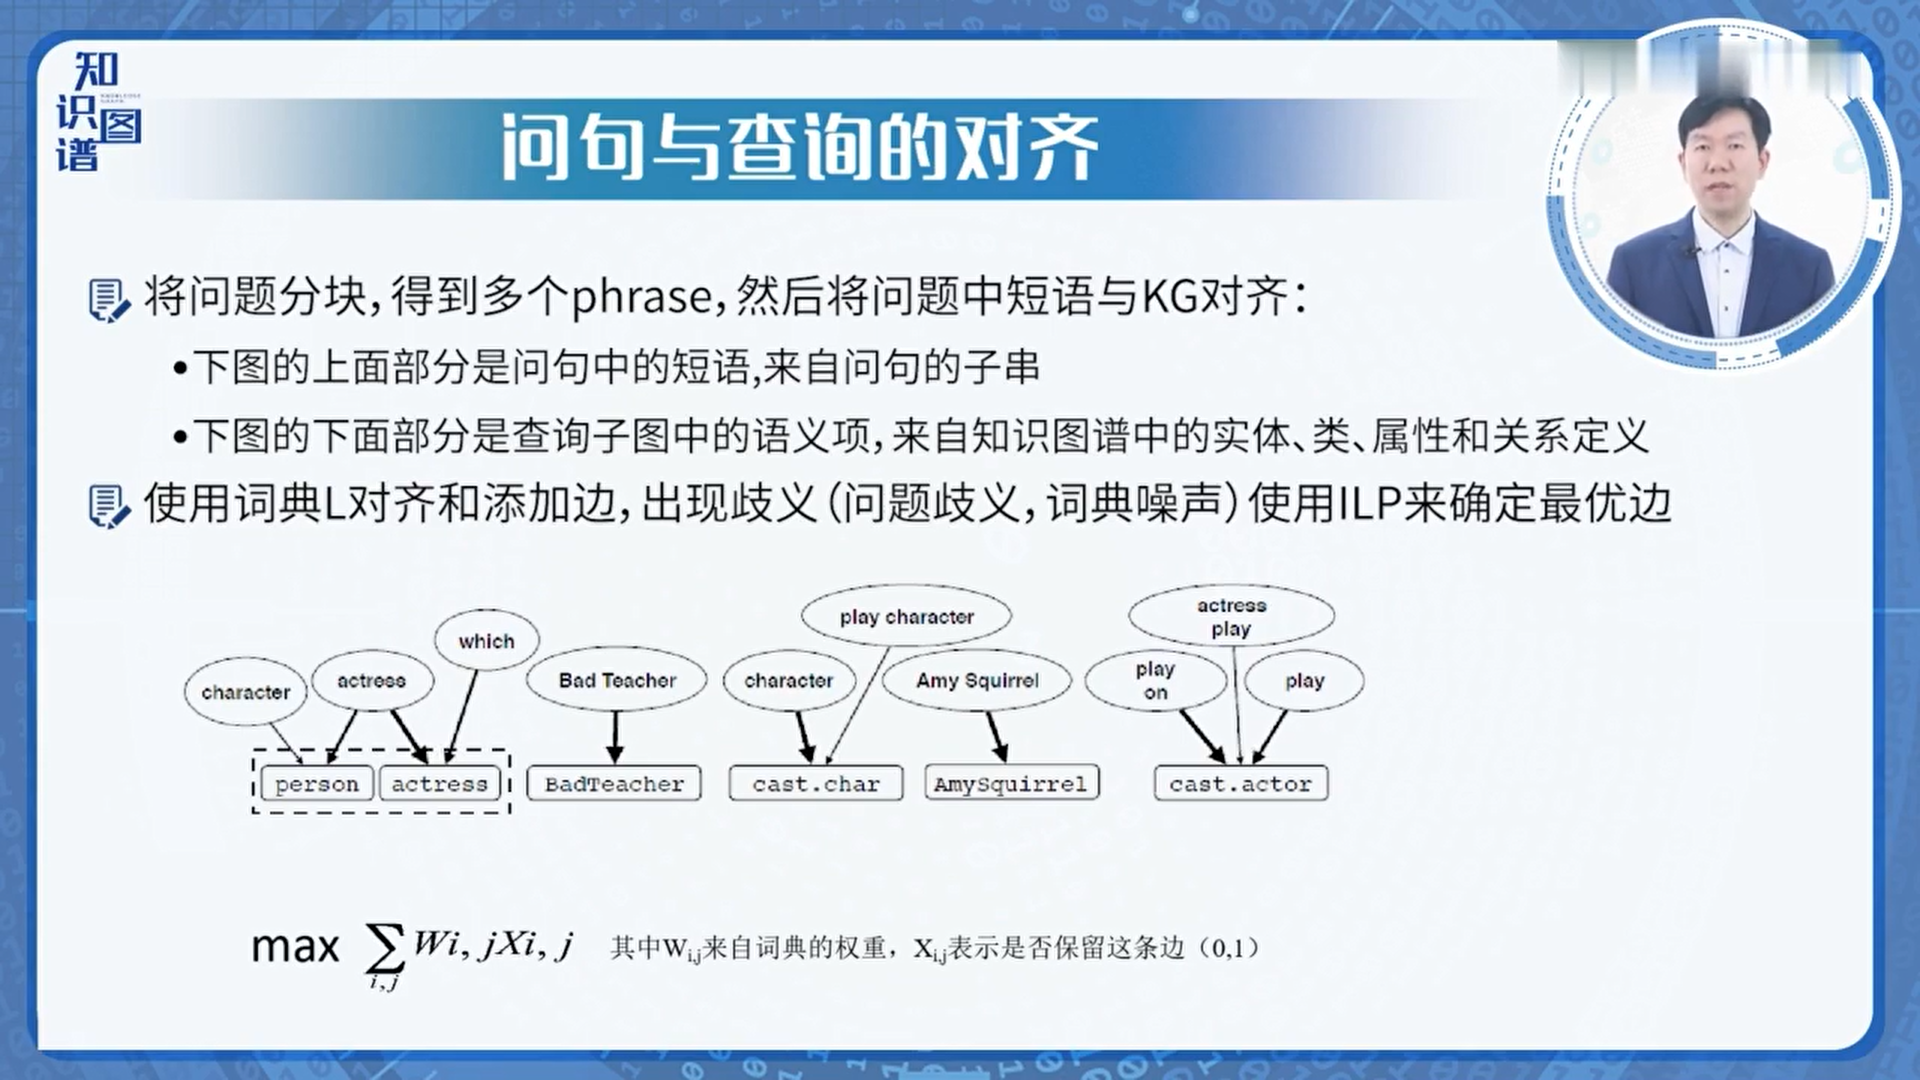 知识图谱
问句与查询的对齐
将问题分块,得到多个phrase,然后将问题中短语与KG对齐:
•下图的上面部分是问句中的短语,来自问句的子串
•下图的下面部分是查询子图中的语义项,来自知识图谱中的实体、类、属性和关系定义
使用词典L对齐和添加边,出现歧义(问题歧义,词典噪声)使用ILP来确定最优边
character
actress
which
Bad Teacher
character
play character
Amy Squirrel
play
on
actress
play
play
person
actress
BadTeacher
cast.char
AmySquirrel
cast.actor
max ∑ Wi, jXi, j
i,j
其中Wi,j来自词典的权重，Xi,j表示是否保留这条边（0,1）